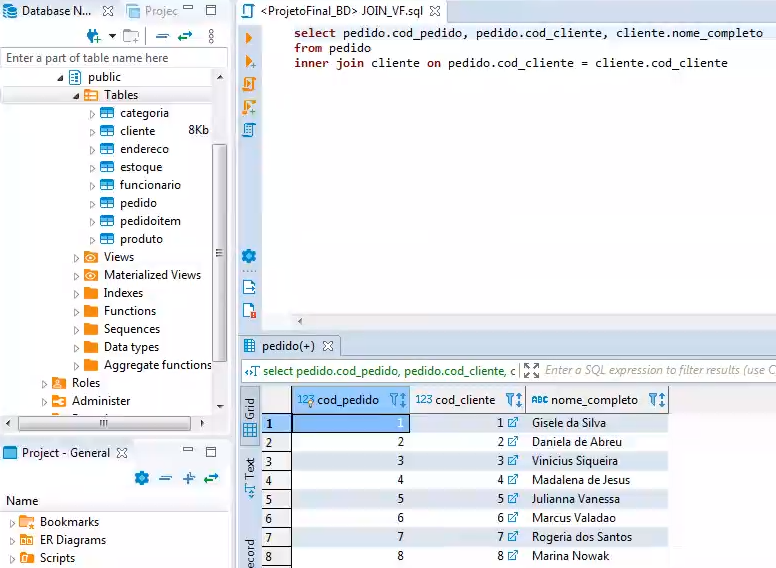 Database N...
Projec
Enter a part of table name here
public
Tables
categoria
cliente 8Kb
endereco
estoque
funcionario
pedido
pedidoitem
produto
Views
Materialized Views
Indexes
Functions
Sequences
Data types
Aggregate functions
Roles
Administer
Project - General
Name
Bookmarks
ER Diagrams
Scripts
<ProjetoFinal_BD> JOIN_VF.sql
select pedido.cod_pedido, pedido.cod_cliente, cliente.nome_completo
from pedido
inner join cliente on pedido.cod_cliente = cliente.cod_cliente
pedido(+)
select pedido.cod_pedido, pedido.cod_cliente, c
Enter a SQL expression to filter results (use C
Grid
Text
ecord
123 cod_pedido 123 cod_cliente ABC nome_completo
1 1 1 Gisele da Silva
2 2 2 Daniela de Abreu
3 3 3 Vinicius Siqueira
4 4 4 Madalena de Jesus
5 5 5 Julianna Vanessa
6 6 6 Marcus Valadao
7 7 7 Rogeria dos Santos
8 8 8 Marina Nowak